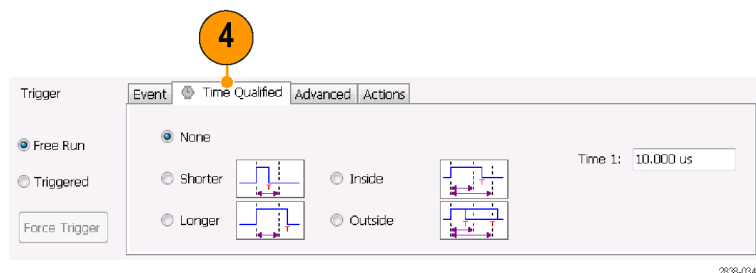 4
Trigger
Event Time Qualified Advanced Actions
Free Run
None
Time 1: 10.000 us
Triggered
Shorter T Inside T
Force Trigger
Longer T Outside T T